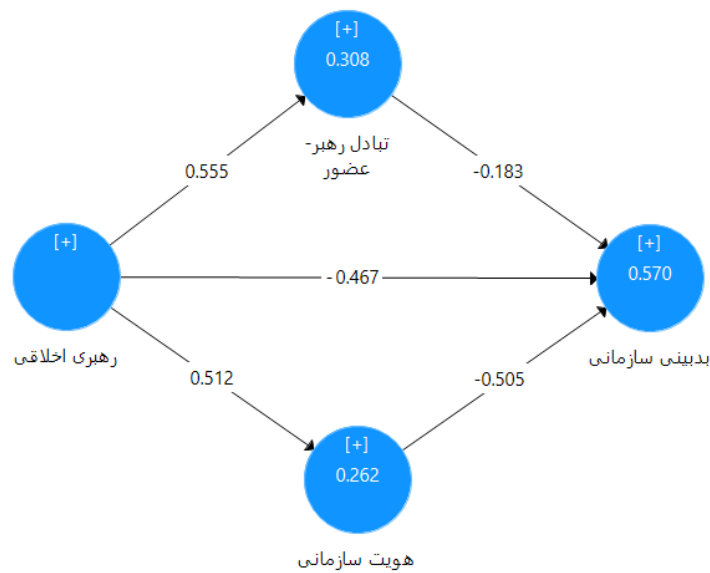 [+]
0.308
تبادل رهبر-
عضور
0.555
-0.183
[+]
رهبری اخلاقی
-0.467
[+]
0.570
بدبینی سازمانی
0.512
-0.505
[+]
0.262
هویت سازمانی